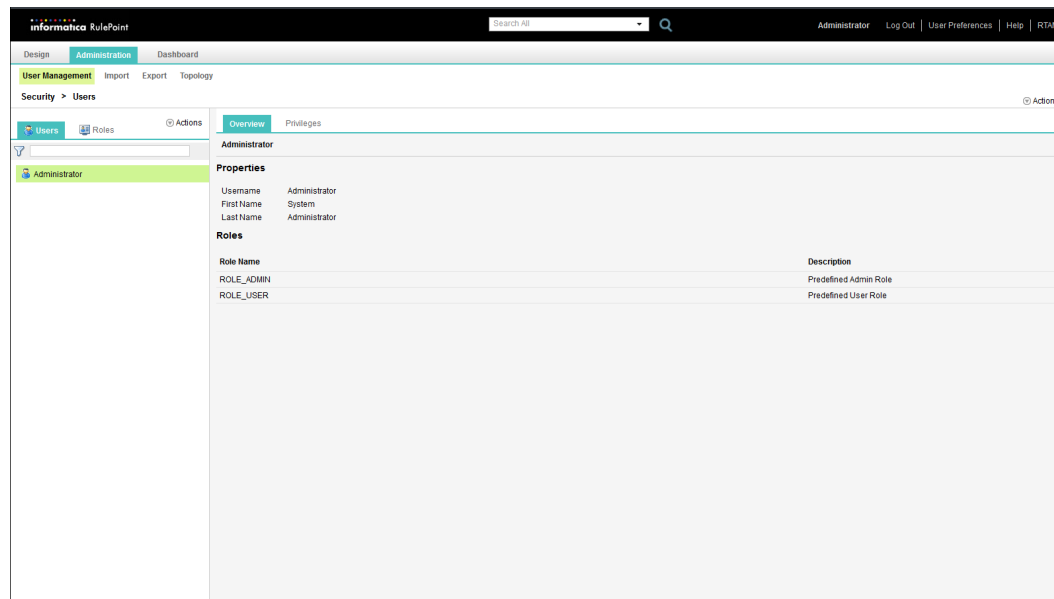 informatica RulePoint Search All Administrator Log Out | User Preferences | Help |
Design Administration Dashboard
User Management Import Export Topology
Security > Users
Users Roles Actions
Overview Privileges
Administrator
Administrator
Properties
Username Administrator
First Name System
Last Name Administrator
Roles
Role Name Description
ROLE_ADMIN Predefined Admin Role
ROLE_USER Predefined User Role